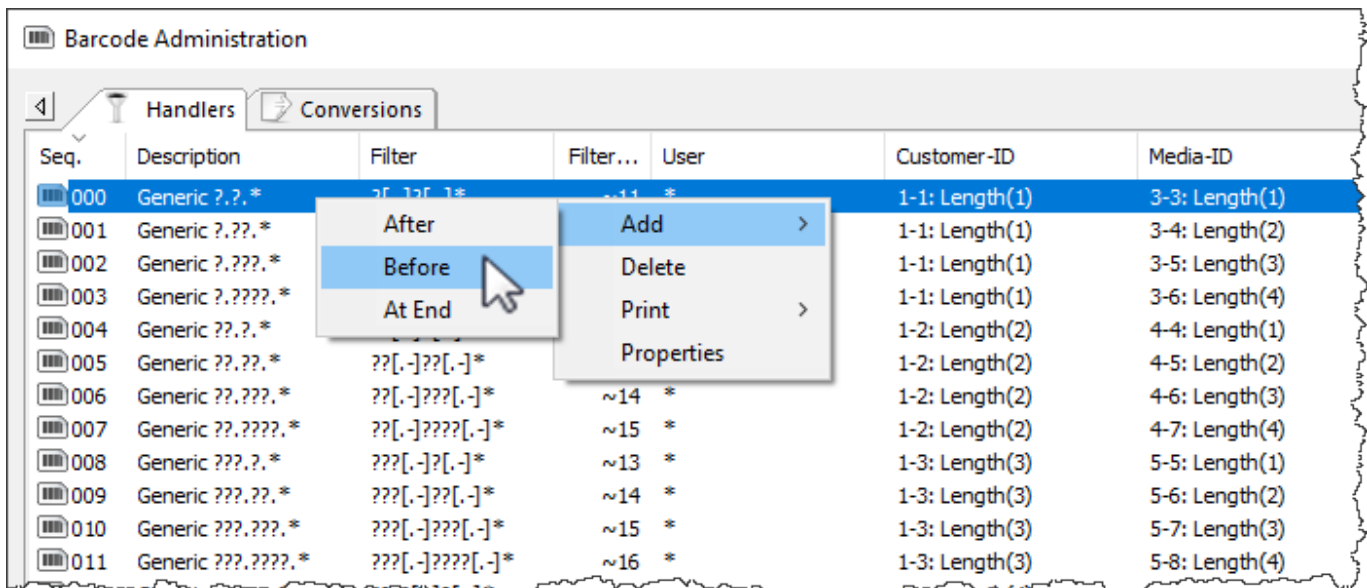 Barcode Administration
Handlers Conversions
Seq. Description Filter Filter... User Customer-ID Media-ID
000 Generic ?.?.* ?[.-]?[.-]* ~11 * 1-1: Length(1) 3-3: Length(1)
001 Generic ?.??.* After Add > 1-1: Length(1) 3-4: Length(2)
002 Generic ?.???.* Before Delete 1-1: Length(1) 3-5: Length(3)
003 Generic ?.????.* At End Print > 1-1: Length(1) 3-6: Length(4)
004 Generic ??.?.* Properties 1-2: Length(2) 4-4: Length(1)
005 Generic ??.??.* ??[.-]??[.-]* 1-2: Length(2) 4-5: Length(2)
006 Generic ??.???.* ??[.-]???[.-]* ~14 * 1-2: Length(2) 4-6: Length(3)
007 Generic ??.????.* ??[.-]????[.-]* ~15 * 1-2: Length(2) 4-7: Length(4)
008 Generic ???.?.* ???[.-]?[.-]* ~13 * 1-3: Length(3) 5-5: Length(1)
009 Generic ???.??.* ???[.-]??[.-]* ~14 * 1-3: Length(3) 5-6: Length(2)
010 Generic ???.???.* ???[.-]???[.-]* ~15 * 1-3: Length(3) 5-7: Length(3)
011 Generic ???.????.* ???[.-]????[.-]* ~16 * 1-3: Length(3) 5-8: Length(4)